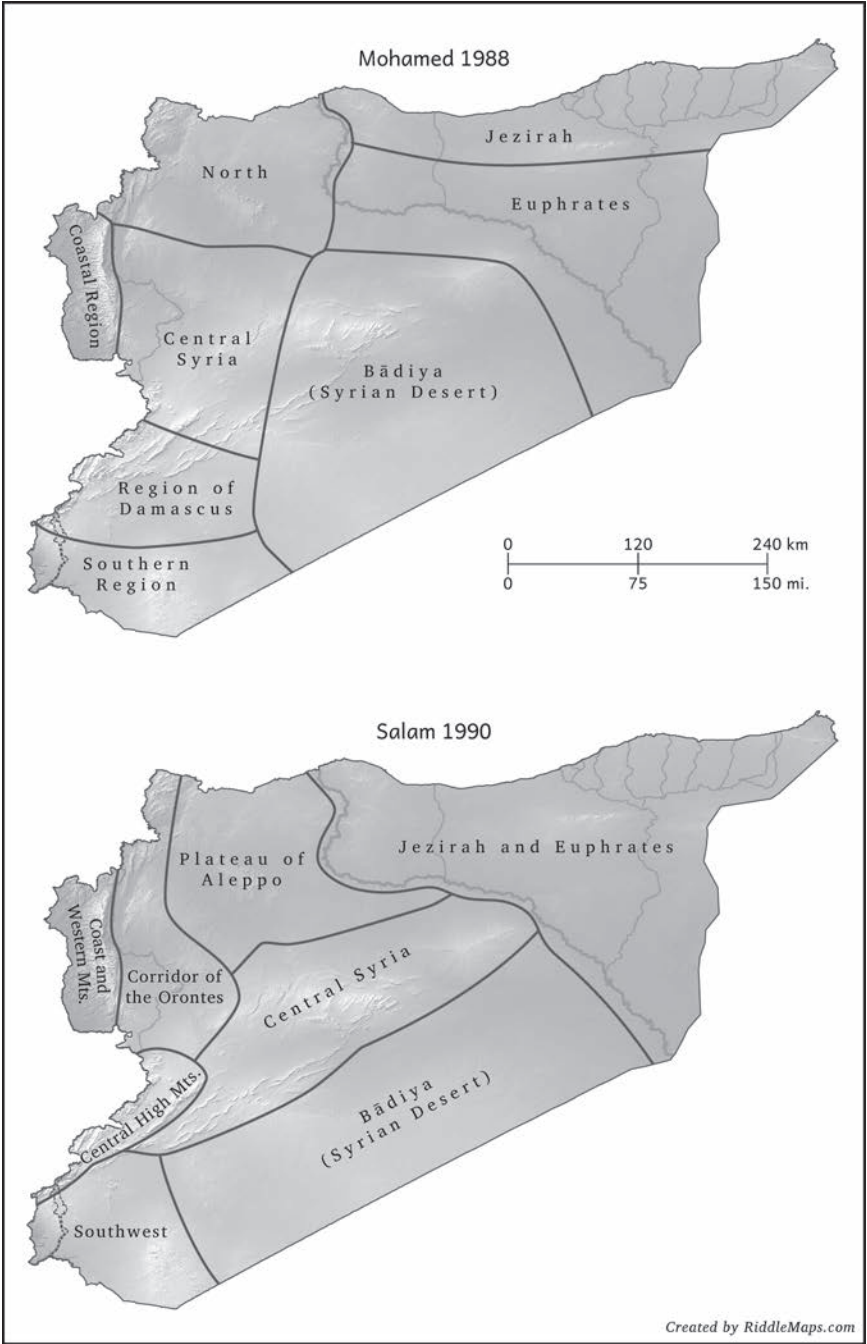 Mohamed 1988
Jezirah
North
Euphrates
Coastal Region
Central
Syria
Bādiya
(Syrian Desert)
Region of
Damascus
Southern
Region
0 120 240 km
0 75 150 mi.
Salam 1990
Plateau of
Aleppo
Jezirah and Euphrates
Coast and
Western Mts.
Corridor of
the Orontes
Central Syria
Central High Mts.
Bādiya
(Syrian Desert)
Southwest
Created by RiddleMaps.com